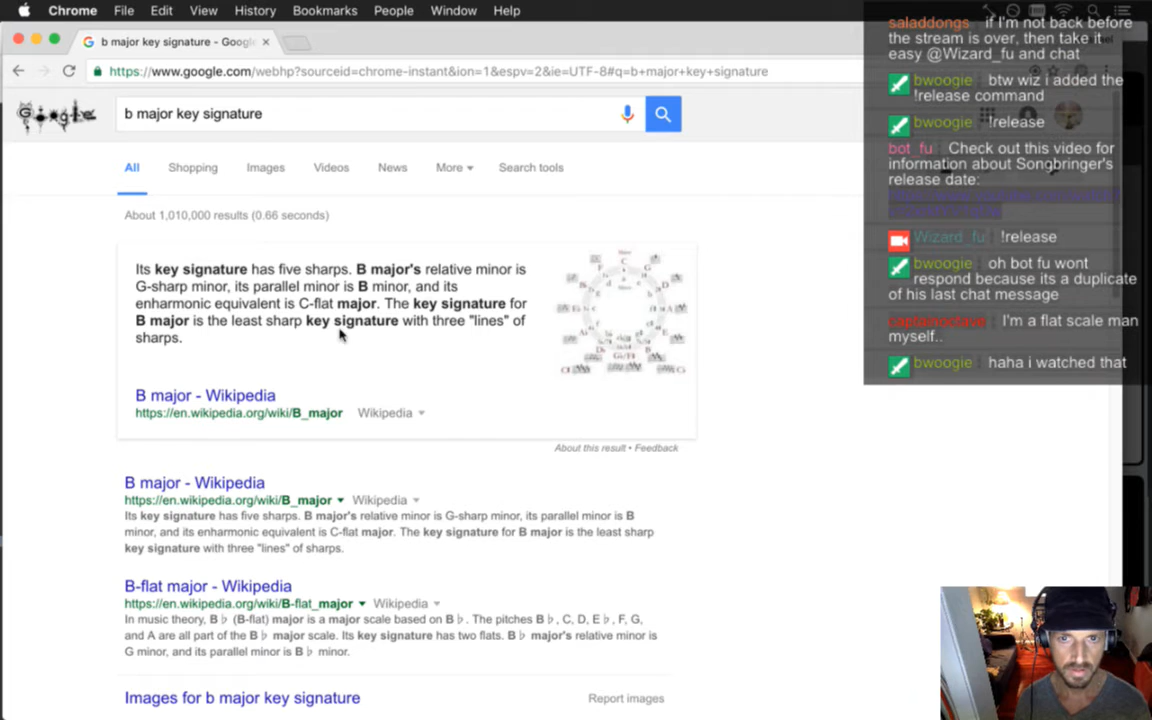 Chrome File Edit View History Bookmarks People Window Help
b major key signature - Google
https://www.google.com/webhp?sourceid=chrome-instant&ion=1&espv=2&ie=UTF-8#q=b+major+key+signature
Google
b major key signature
All Shopping Images Videos News More Search tools
About 1,010,000 results (0.66 seconds)
Its key signature has five sharps. B major's relative minor is
G-sharp minor, its parallel minor is B minor, and its
enharmonic equivalent is C-flat major. The key signature for
B major is the least sharp key signature with three "lines" of
sharps.
B major - Wikipedia
https://en.wikipedia.org/wiki/B_major Wikipedia
About this result • Feedback
B major - Wikipedia
https://en.wikipedia.org/wiki/B_major Wikipedia
Its key signature has five sharps. B major's relative minor is G-sharp minor, its parallel minor is B
minor, and its enharmonic equivalent is C-flat major. The key signature for B major is the least sharp
key signature with three "lines" of sharps.
B-flat major - Wikipedia
https://en.wikipedia.org/wiki/B-flat_major Wikipedia
In music theory, B♭ (B-flat) major is a major scale based on B♭. The pitches B♭, C, D, E♭, F, G,
and A are all part of the B♭ major scale. Its key signature has two flats. B♭ major's relative minor is
G minor, and its parallel minor is B♭ minor.
Images for b major key signature Report images
saladdongs if I'm not back before
the stream is over, then take it
easy @Wizard_fu and chat
bwoogie btw wiz i added the
!release command
bwoogie !release
bot_fu Check out this video for
information about Songbringer's
release date:
Wizard_fu !release
bwoogie oh bot fu wont
respond because its a duplicate
of his last chat message
captainoctave I'm a flat scale man
myself..
bwoogie haha i watched that